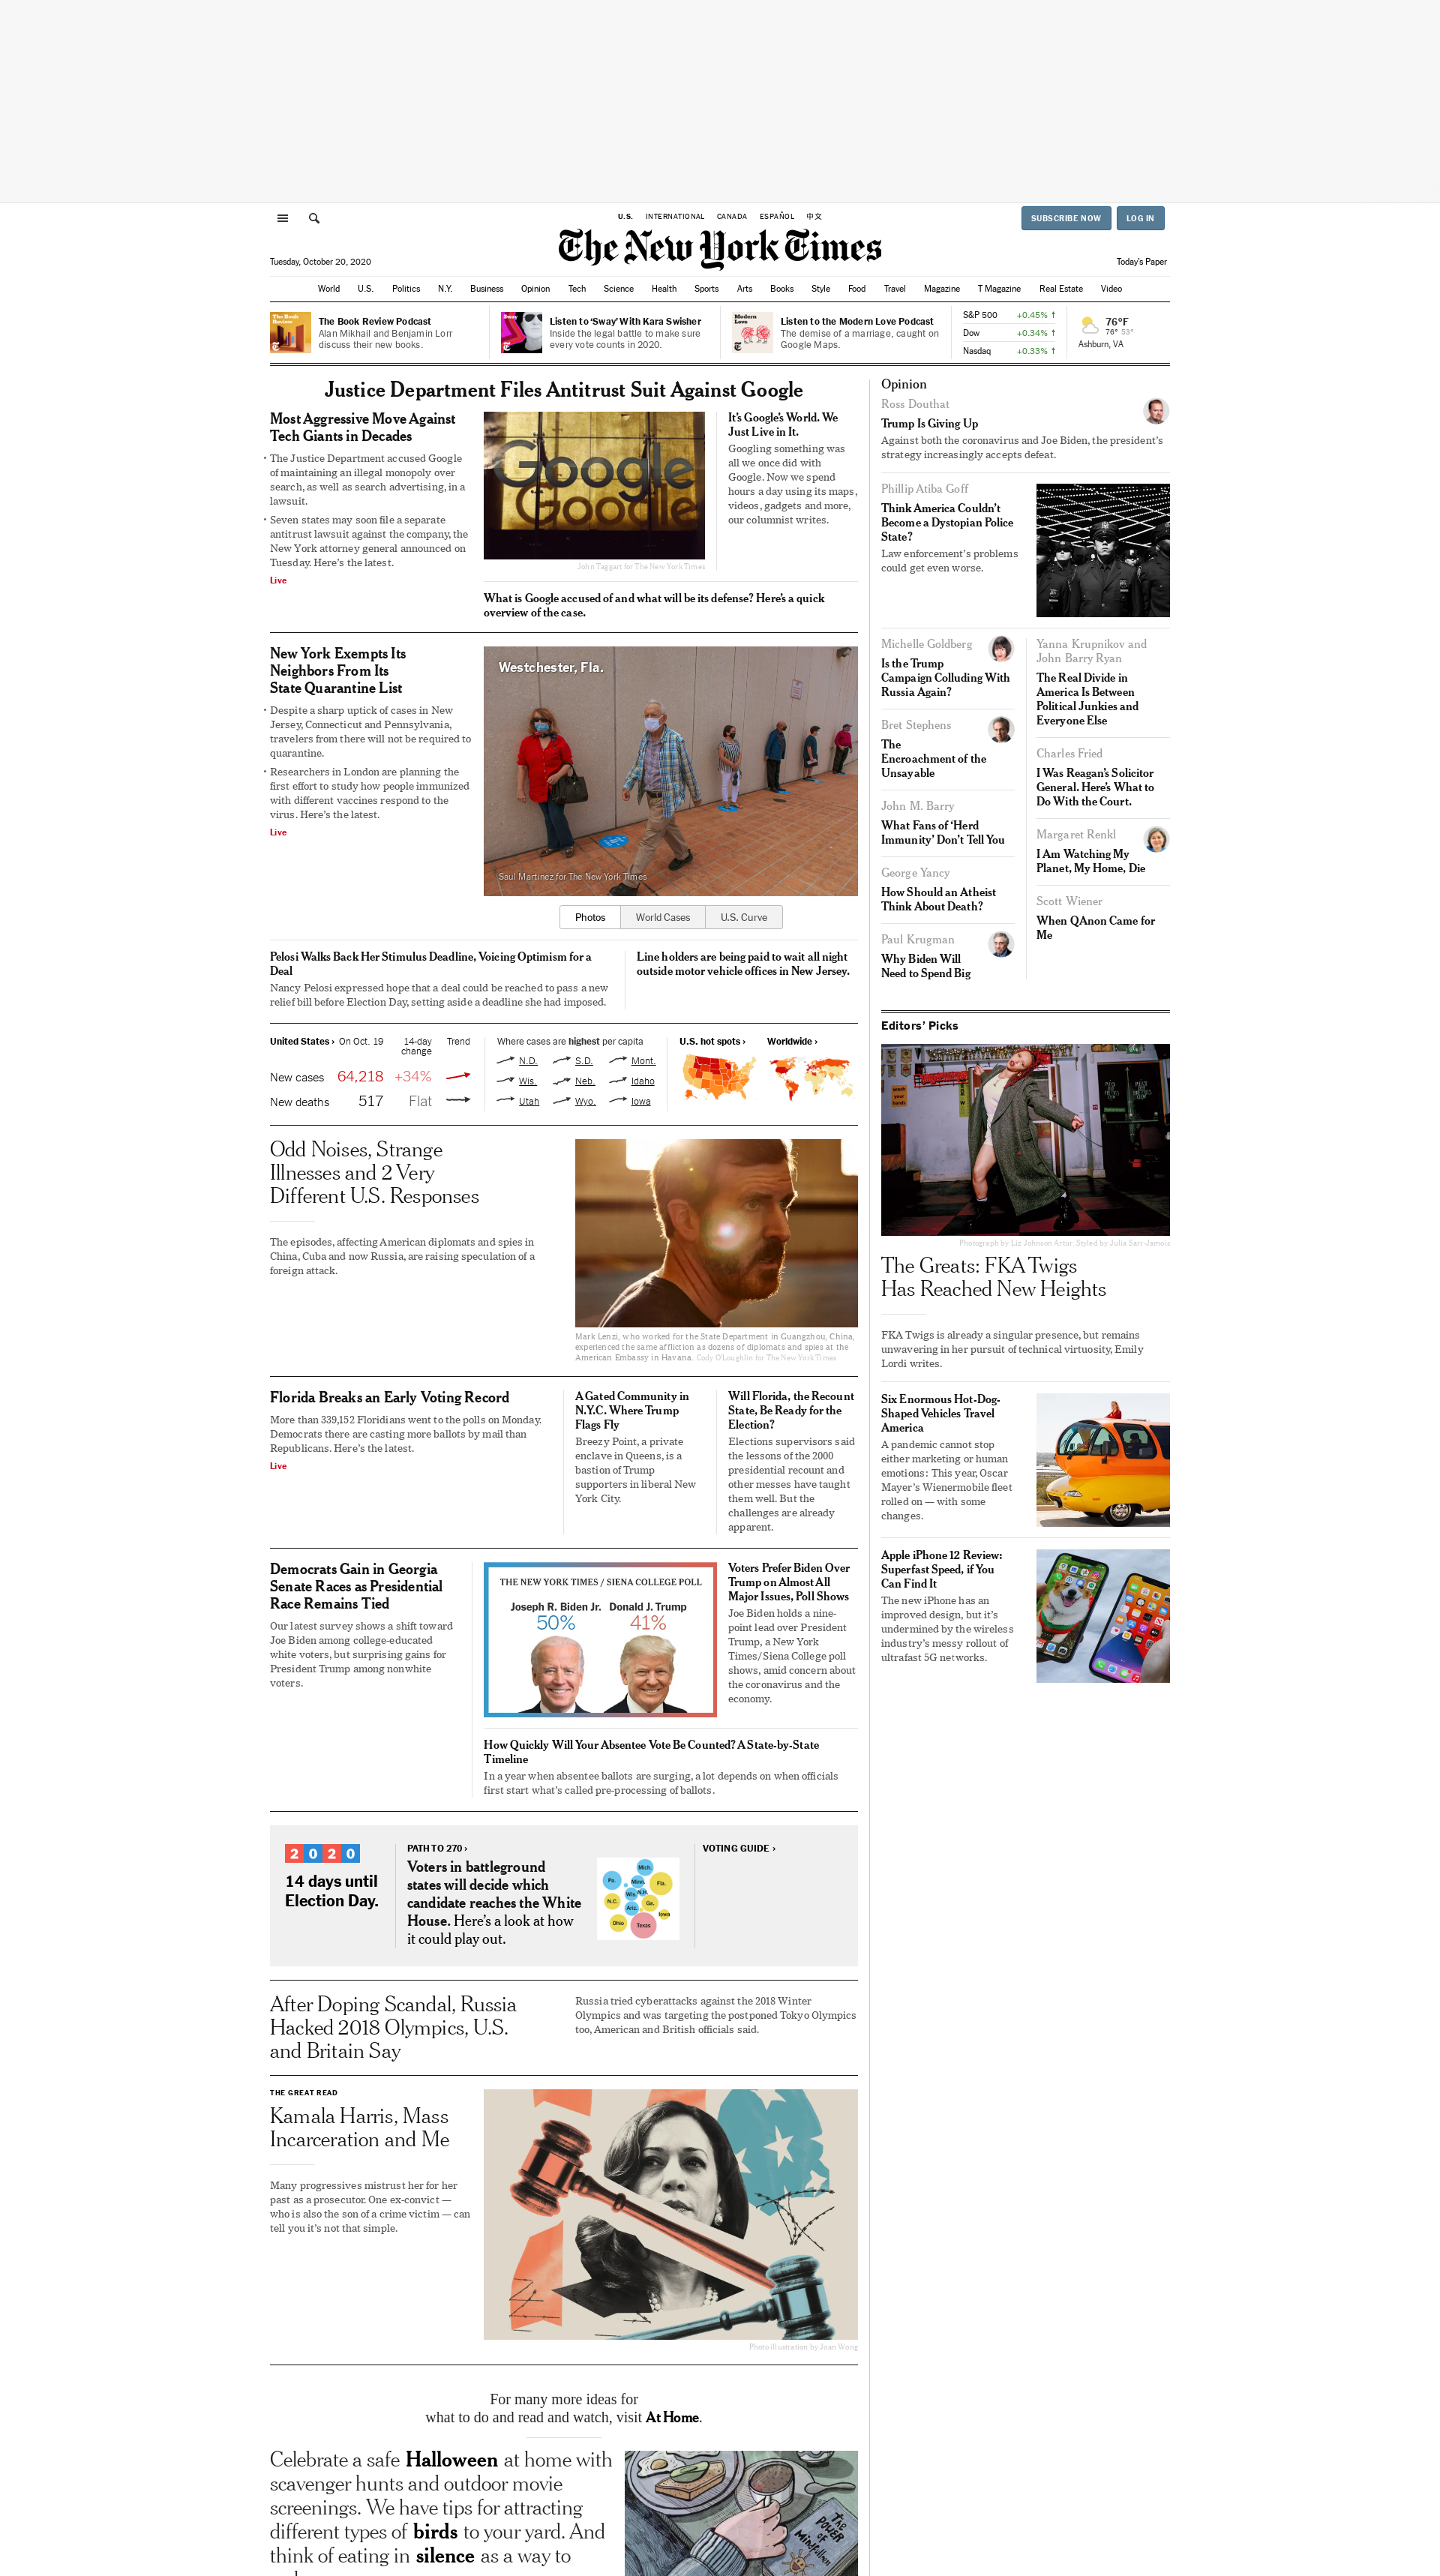 U.S. INTERNATIONAL CANADA ESPAÑOL 中文
SUBSCRIBE NOW LOG IN
The New York Times
Tuesday, October 20, 2020
Today's Paper
World U.S. Politics N.Y. Business Opinion Tech Science Health Sports Arts Books Style Food Travel Magazine T Magazine Real Estate Video
The Book Review
The Book Review Podcast
Alan Mikhail and Benjamin Lorr
discuss their new books.
Sway
Listen to ‘Sway’ With Kara Swisher
Inside the legal battle to make sure
every vote counts in 2020.
Modern Love
Listen to the Modern Love Podcast
The demise of a marriage, caught on
Google Maps.
S&P 500 +0.45% ↑
Dow +0.34% ↑
Nasdaq +0.33% ↑
76°F
76° 53°
Ashburn, VA
Justice Department Files Antitrust Suit Against Google
Most Aggressive Move Against
Tech Giants in Decades
• The Justice Department accused Google
of maintaining an illegal monopoly over
search, as well as search advertising, in a
lawsuit.
• Seven states may soon file a separate
antitrust lawsuit against the company, the
New York attorney general announced on
Tuesday. Here’s the latest.
Live
Google
Google
John Taggart for The New York Times
It’s Google’s World. We
Just Live in It.
Googling something was
all we once did with
Google. Now we spend
hours a day using its maps,
videos, gadgets and more,
our columnist writes.
What is Google accused of and what will be its defense? Here’s a quick
overview of the case.
New York Exempts Its
Neighbors From Its
State Quarantine List
• Despite a sharp uptick of cases in New
Jersey, Connecticut and Pennsylvania,
travelers from there will not be required to
quarantine.
• Researchers in London are planning the
first effort to study how people immunized
with different vaccines respond to the
virus. Here’s the latest.
Live
Westchester, Fla.
Saul Martinez for The New York Times
Photos World Cases U.S. Curve
Pelosi Walks Back Her Stimulus Deadline, Voicing Optimism for a
Deal
Nancy Pelosi expressed hope that a deal could be reached to pass a new
relief bill before Election Day, setting aside a deadline she had imposed.
Line holders are being paid to wait all night
outside motor vehicle offices in New Jersey.
United States › On Oct. 19 14-day
change Trend
New cases 64,218 +34%
New deaths 517 Flat
Where cases are highest per capita
N.D. S.D. Mont.
Wis. Neb. Idaho
Utah Wyo. Iowa
U.S. hot spots › Worldwide ›
Odd Noises, Strange
Illnesses and 2 Very
Different U.S. Responses
The episodes, affecting American diplomats and spies in
China, Cuba and now Russia, are raising speculation of a
foreign attack.
Mark Lenzi, who worked for the State Department in Guangzhou, China,
experienced the same affliction as dozens of diplomats and spies at the
American Embassy in Havana. Cody O’Loughlin for The New York Times
Florida Breaks an Early Voting Record
More than 339,152 Floridians went to the polls on Monday.
Democrats there are casting more ballots by mail than
Republicans. Here’s the latest.
Live
A Gated Community in
N.Y.C. Where Trump
Flags Fly
Breezy Point, a private
enclave in Queens, is a
bastion of Trump
supporters in liberal New
York City.
Will Florida, the Recount
State, Be Ready for the
Election?
Elections supervisors said
the lessons of the 2000
presidential recount and
other messes have taught
them well. But the
challenges are already
apparent.
Democrats Gain in Georgia
Senate Races as Presidential
Race Remains Tied
Our latest survey shows a shift toward
Joe Biden among college-educated
white voters, but surprising gains for
President Trump among nonwhite
voters.
THE NEW YORK TIMES / SIENA COLLEGE POLL
Joseph R. Biden Jr. Donald J. Trump
50% 41%
Voters Prefer Biden Over
Trump on Almost All
Major Issues, Poll Shows
Joe Biden holds a nine-
point lead over President
Trump, a New York
Times/Siena College poll
shows, amid concern about
the coronavirus and the
economy.
How Quickly Will Your Absentee Vote Be Counted? A State-by-State
Timeline
In a year when absentee ballots are surging, a lot depends on when officials
first start what’s called pre-processing of ballots.
2020
14 days until
Election Day.
PATH TO 270 ›
Voters in battleground
states will decide which
candidate reaches the White
House. Here’s a look at how
it could play out.
Mich.
Pa. Minn. Fla.
Wis. N.H.
N.C. Ariz. Ga.
Ohio Texas Iowa
VOTING GUIDE ›
After Doping Scandal, Russia
Hacked 2018 Olympics, U.S.
and Britain Say
Russia tried cyberattacks against the 2018 Winter
Olympics and was targeting the postponed Tokyo Olympics
too, American and British officials said.
THE GREAT READ
Kamala Harris, Mass
Incarceration and Me
Many progressives mistrust her for her
past as a prosecutor. One ex-convict —
who is also the son of a crime victim — can
tell you it’s not that simple.
Photo illustration by Joan Wong
For many more ideas for
what to do and read and watch, visit At Home.
Celebrate a safe Halloween at home with
scavenger hunts and outdoor movie
screenings. We have tips for attracting
different types of birds to your yard. And
think of eating in silence as a way to
The
POWER
of
Mindfulness
Opinion
Ross Douthat
Trump Is Giving Up
Against both the coronavirus and Joe Biden, the president’s
strategy increasingly accepts defeat.
Phillip Atiba Goff
Think America Couldn’t
Become a Dystopian Police
State?
Law enforcement’s problems
could get even worse.
Michelle Goldberg
Is the Trump
Campaign Colluding With
Russia Again?
Bret Stephens
The
Encroachment of the
Unsayable
John M. Barry
What Fans of ‘Herd
Immunity’ Don’t Tell You
George Yancy
How Should an Atheist
Think About Death?
Paul Krugman
Why Biden Will
Need to Spend Big
Yanna Krupnikov and
John Barry Ryan
The Real Divide in
America Is Between
Political Junkies and
Everyone Else
Charles Fried
I Was Reagan’s Solicitor
General. Here’s What to
Do With the Court.
Margaret Renkl
I Am Watching My
Planet, My Home, Die
Scott Wiener
When QAnon Came for
Me
Editors’ Picks
wash
your
hands
Photograph by Liz Johnson Artur. Styled by Julia Sarr-Jamois
The Greats: FKA Twigs
Has Reached New Heights
FKA Twigs is already a singular presence, but remains
unwavering in her pursuit of technical virtuosity, Emily
Lordi writes.
Six Enormous Hot-Dog-
Shaped Vehicles Travel
America
A pandemic cannot stop
either marketing or human
emotions: This year, Oscar
Mayer’s Wienermobile fleet
rolled on — with some
changes.
Apple iPhone 12 Review:
Superfast Speed, if You
Can Find It
The new iPhone has an
improved design, but it’s
undermined by the wireless
industry’s messy rollout of
ultrafast 5G networks.